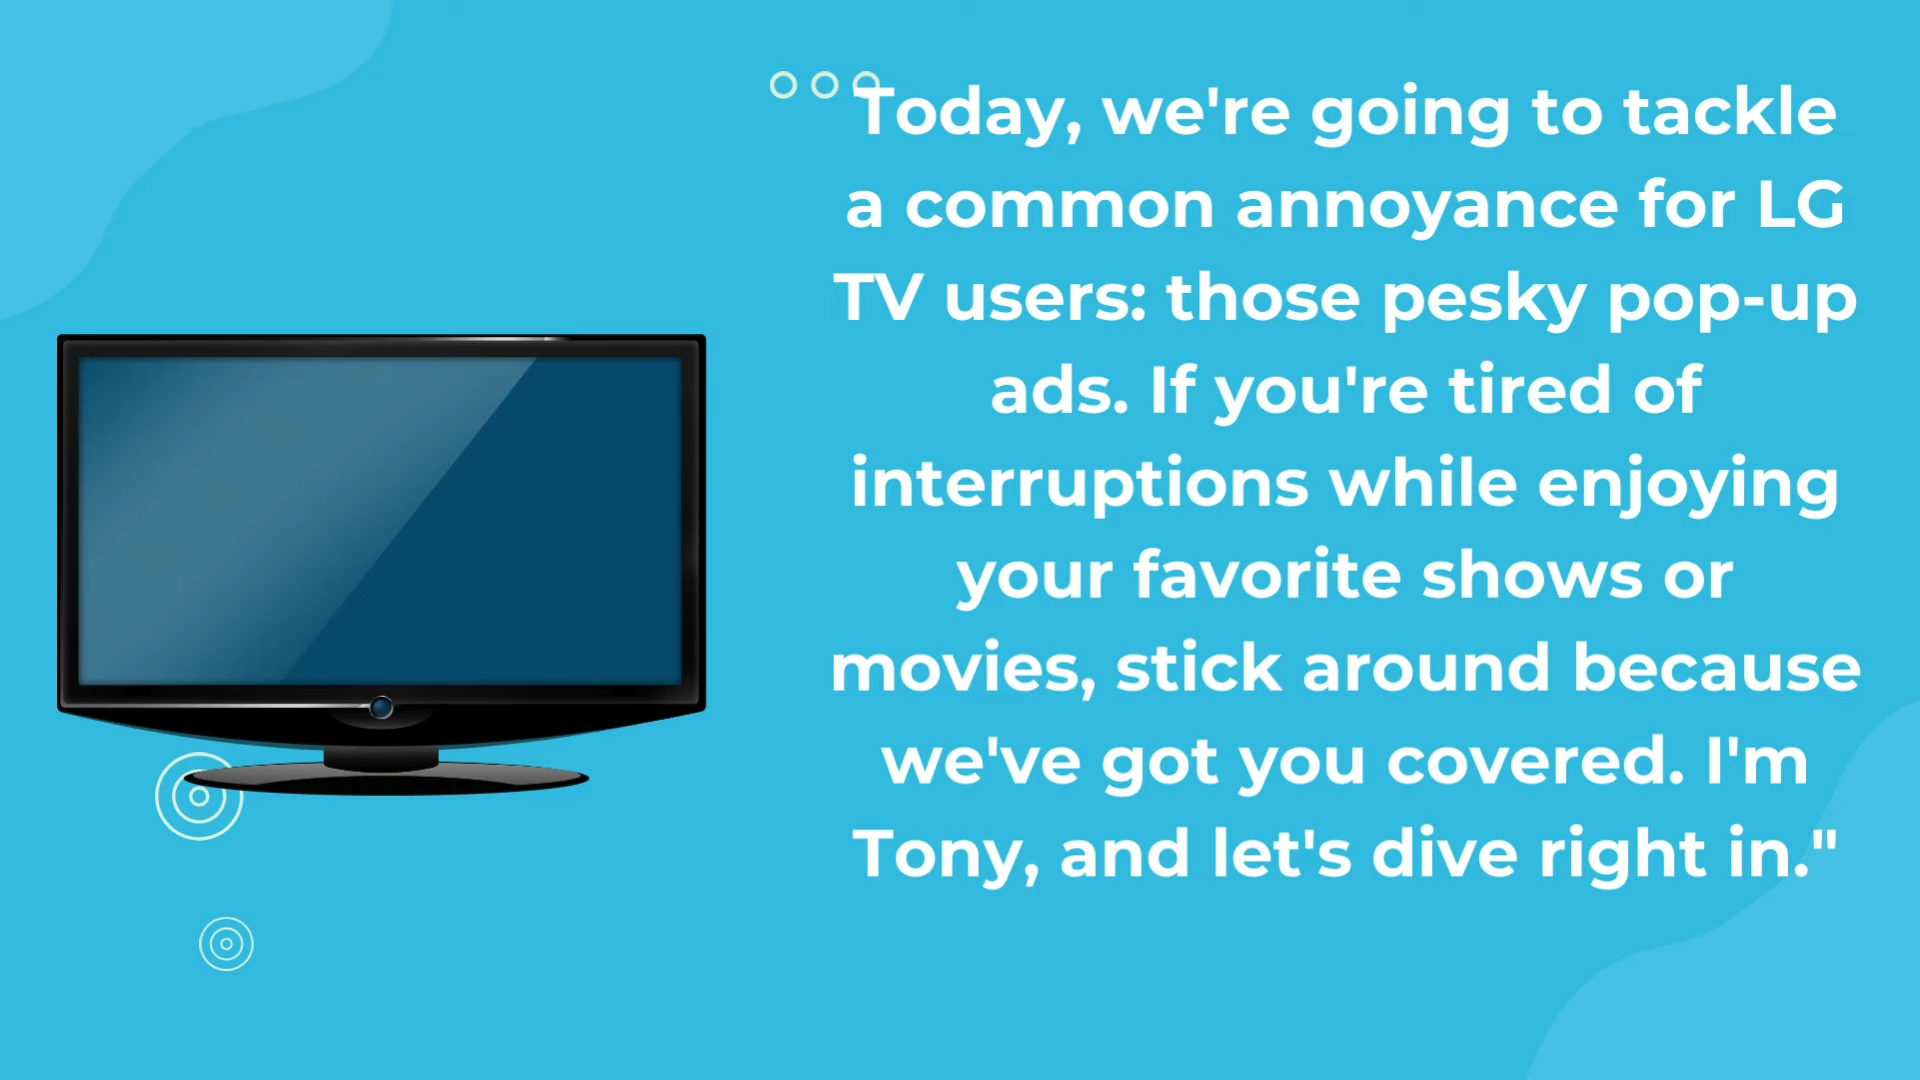 Today, we're going to tackle
a common annoyance for LG
TV users: those pesky pop-up
ads. If you're tired of
interruptions while enjoying
your favorite shows or
movies, stick around because
we've got you covered. I'm
Tony, and let's dive right in."